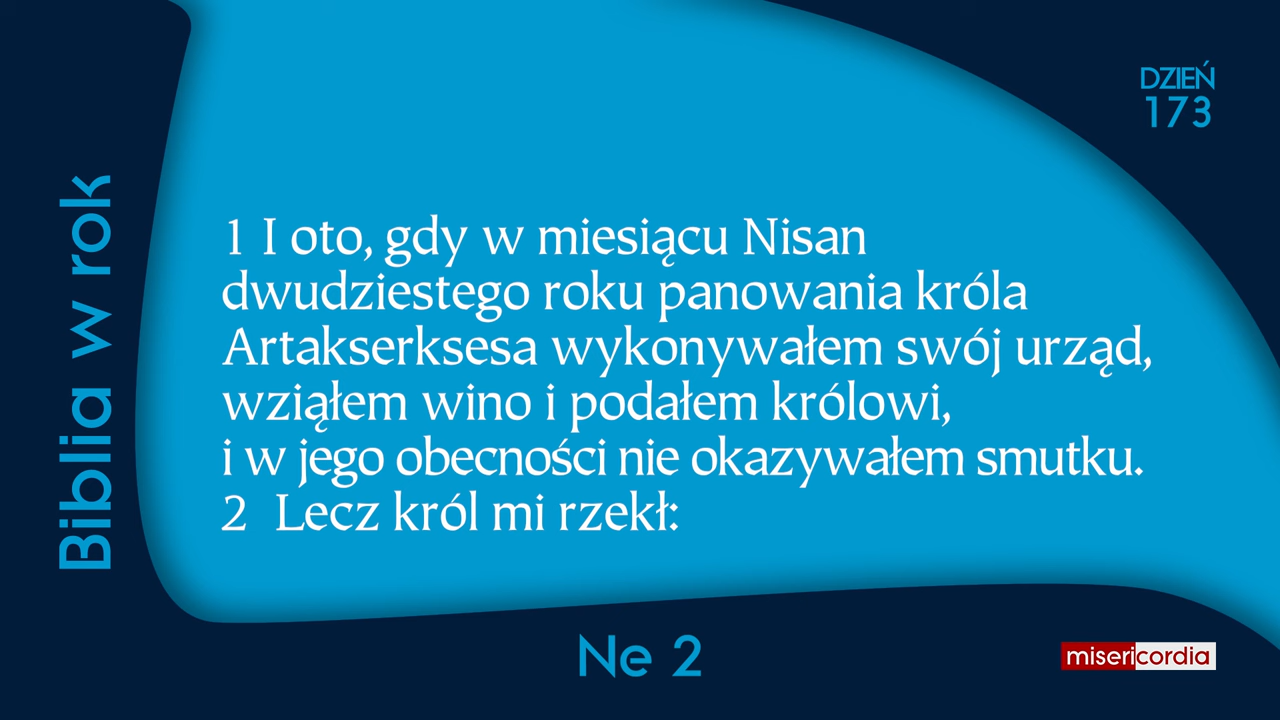 DZIEŃ
173
Biblia w rok
1 I oto, gdy w miesiącu Nisan
dwudziestego roku panowania króla
Artakserksesa wykonywałem swój urząd,
wziąłem wino i podałem królowi,
i w jego obecności nie okazywałem smutku.
2 Lecz król mi rzekł:
Ne 2
misericordia